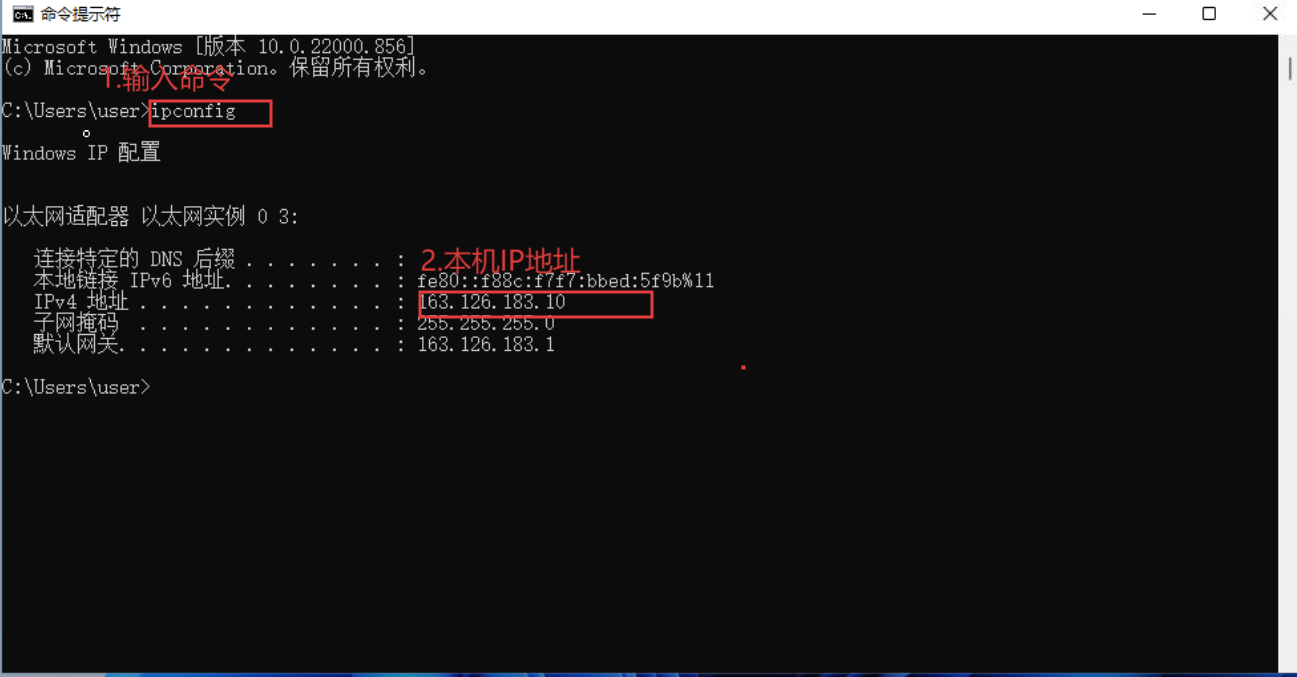 命令提示符
Microsoft Windows [版本 10.0.22000.856]
(c) Microsoft Corporation。保留所有权利。
1.输入命令
C:\Users\user>ipconfig
Windows IP 配置
以太网适配器 以太网实例 0 3:
连接特定的 DNS 后缀 . . . . . . . :
2.本机IP地址
本地链接 IPv6 地址. . . . . . . . : fe80::f88c:f7f7:bbed:5f9b%11
IPv4 地址 . . . . . . . . . . . . : 163.126.183.10
子网掩码  . . . . . . . . . . . . : 255.255.255.0
默认网关. . . . . . . . . . . . . : 163.126.183.1
C:\Users\user>